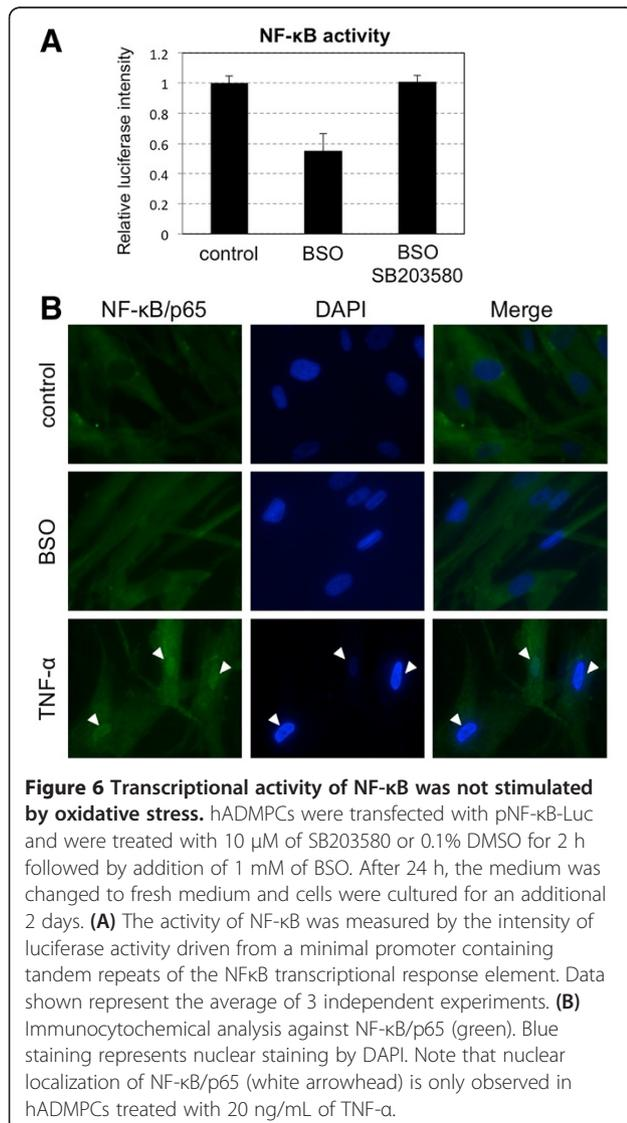 A
NF-κB activity
Relative luciferase intensity
1.2
1
0.8
0.6
0.4
0.2
0
control
BSO
BSO
SB203580
B
NF-κB/p65
DAPI
Merge
control
BSO
TNF-α
Figure 6 Transcriptional activity of NF-κB was not stimulated
by oxidative stress. hADMPCs were transfected with pNF-κB-Luc
and were treated with 10 μM of SB203580 or 0.1% DMSO for 2 h
followed by addition of 1 mM of BSO. After 24 h, the medium was
changed to fresh medium and cells were cultured for an additional
2 days. (A) The activity of NF-κB was measured by the intensity of
luciferase activity driven from a minimal promoter containing
tandem repeats of the NFκB transcriptional response element. Data
shown represent the average of 3 independent experiments. (B)
Immunocytochemical analysis against NF-κB/p65 (green). Blue
staining represents nuclear staining by DAPI. Note that nuclear
localization of NF-κB/p65 (white arrowhead) is only observed in
hADMPCs treated with 20 ng/mL of TNF-α.